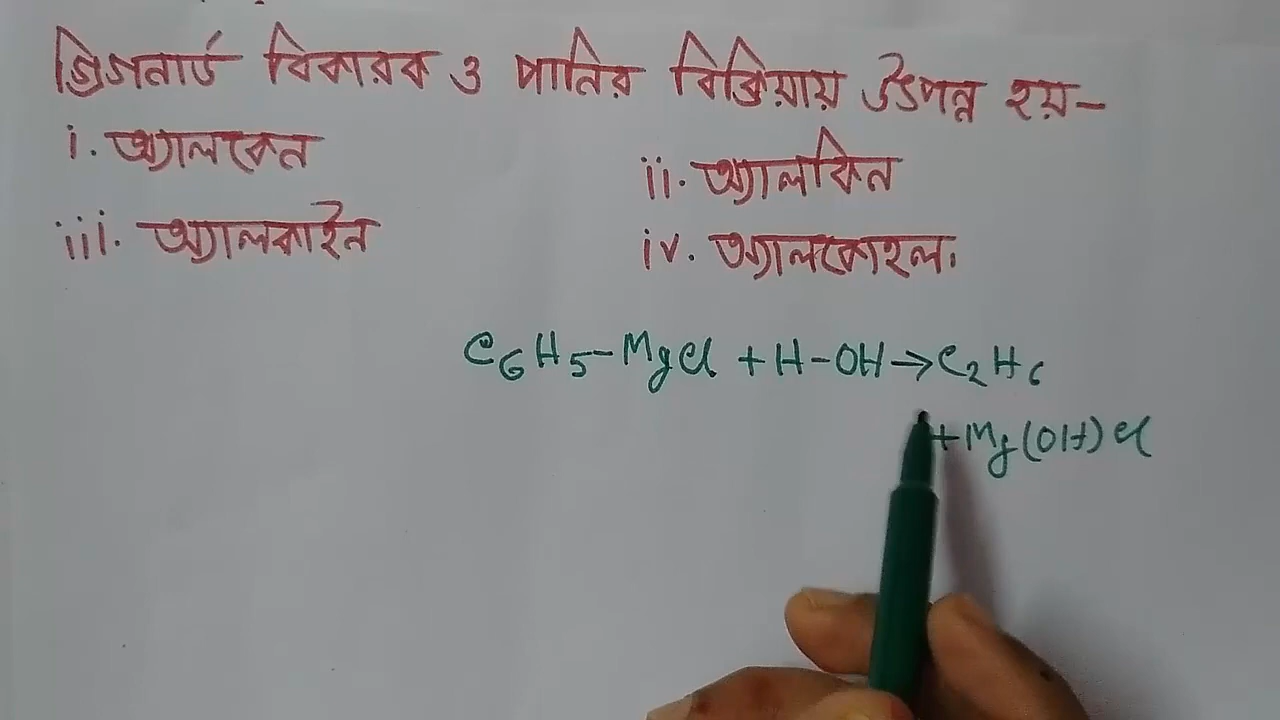 গ্রিগনার্ড বিকারক ও পানির বিক্রিয়ায় উৎপন্ন হয়-
i. অ্যালকেন
ii. অ্যালকিন
iii. অ্যালকাইন
iv. অ্যালকোহল।
C₆H₅-MgCl + H-OH → C₂H₆
+ Mg(OH)Cl